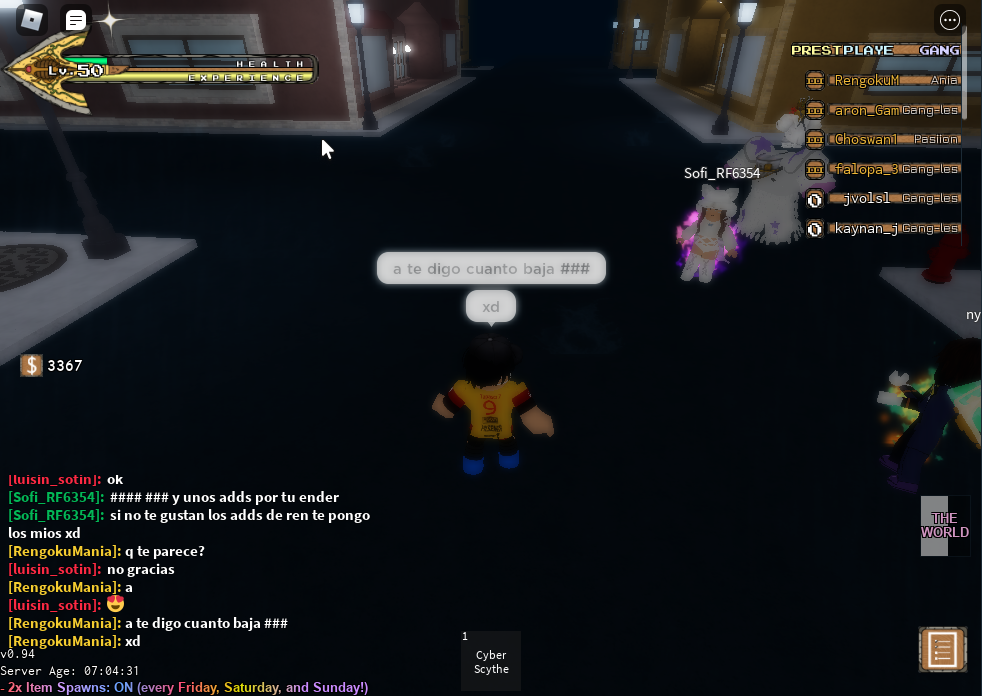 HEALTH
Lv. 50
EXPERIENCE
PREST PLAYE GANG
RengokuM Ania
aron_Gam Gang-les
Choswan1 Pasiion
falopa_3 Gang-les
jvolsl Gang-les
kaynan_j Gang-les
Sofi_RF6354
a te digo cuanto baja ###
xd
ny
$ 3367
9
[luisin_sotin]: ok
[Sofi_RF6354]: #### ### y unos adds por tu ender
[Sofi_RF6354]: si no te gustan los adds de ren te pongo
los mios xd
[RengokuMania]: q te parece?
[luisin_sotin]: no gracias
[RengokuMania]: a
[luisin_sotin]: 😍
[RengokuMania]: a te digo cuanto baja ###
[RengokuMania]: xd
v0.94
Server Age: 07:04:31
- 2x Item Spawns: ON (every Friday, Saturday, and Sunday!)
1
Cyber
Scythe
THE
WORLD